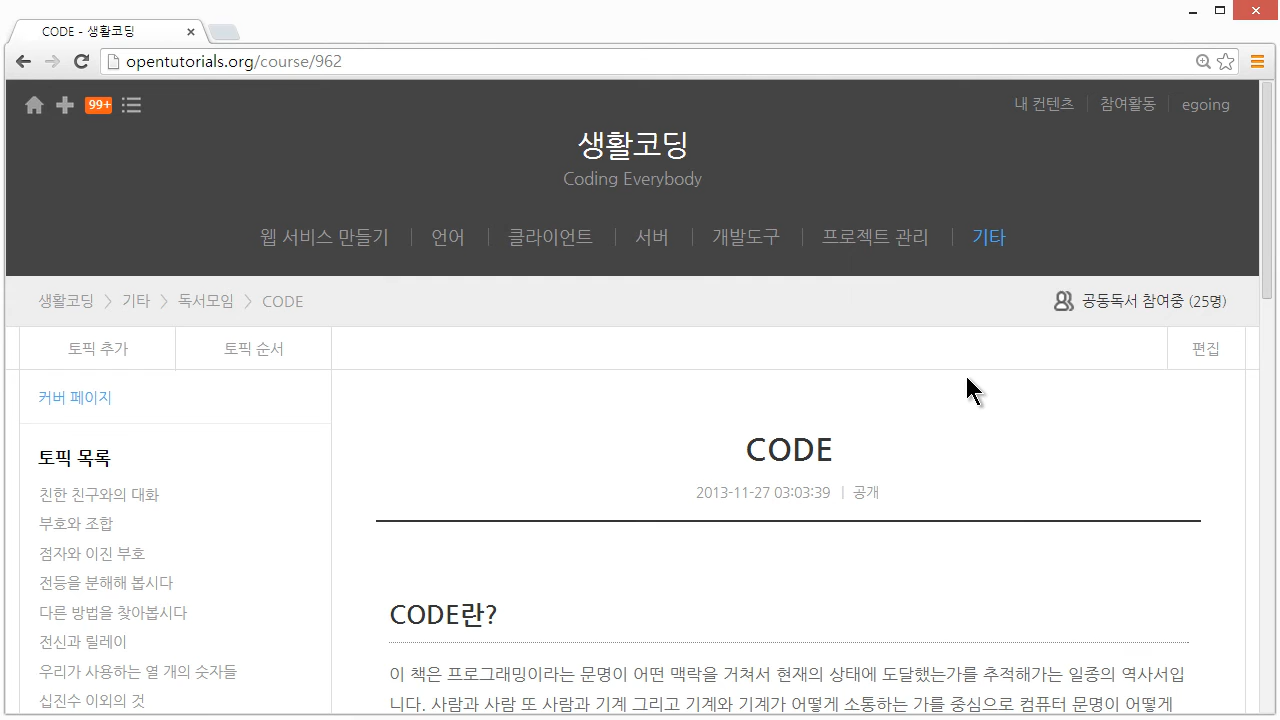 CODE - 생활코딩
opentutorials.org/course/962
99+
내 컨텐츠 참여활동 egoing
생활코딩
Coding Everybody
웹 서비스 만들기 언어 클라이언트 서버 개발도구 프로젝트 관리 기타
생활코딩 > 기타 > 독서모임 > CODE
공동독서 참여중 (25명)
토픽 추가 토픽 순서 편집
커버 페이지
토픽 목록
친한 친구와의 대화
부호와 조합
점자와 이진 부호
전등을 분해해 봅시다
다른 방법을 찾아봅시다
전신과 릴레이
우리가 사용하는 열 개의 숫자들
십진수 이외의 것
CODE
2013-11-27 03:03:39 | 공개
CODE란?
이 책은 프로그래밍이라는 문명이 어떤 맥락을 거쳐서 현재의 상태에 도달했는가를 추적해가는 일종의 역사서입
니다. 사람과 사람 또 사람과 기계 그리고 기계와 기계가 어떻게 소통하는 가를 중심으로 컴퓨터 문명이 어떻게